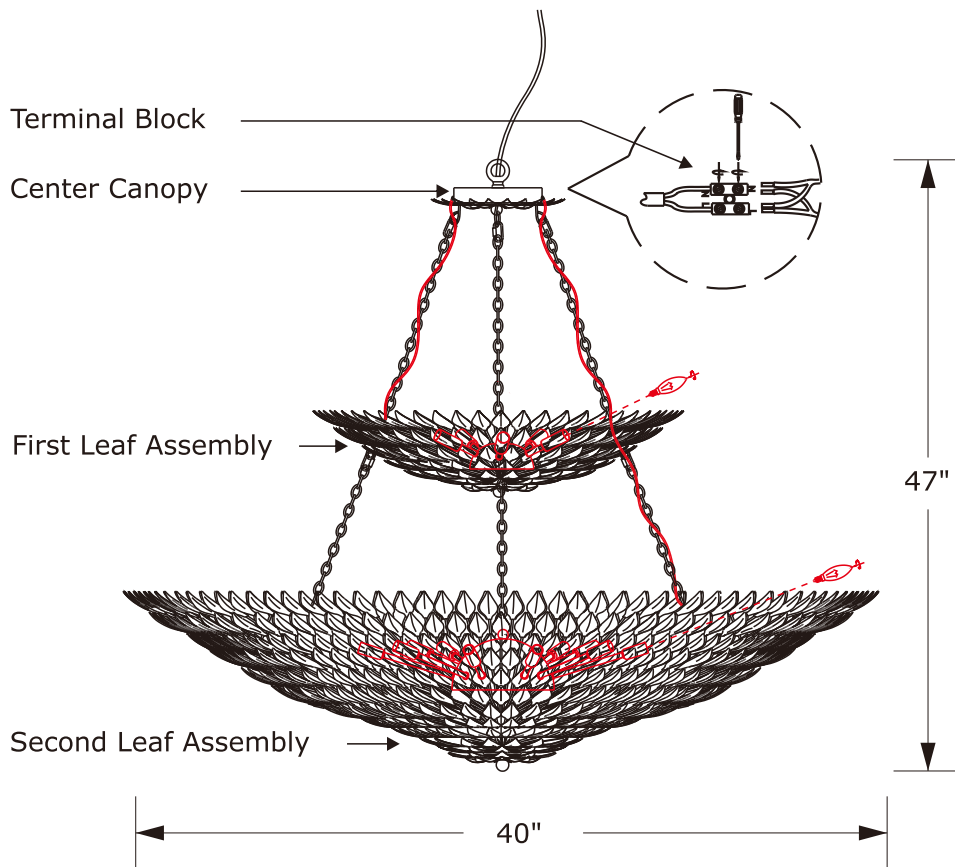 Terminal Block
Center Canopy
First Leaf Assembly
47"
Second Leaf Assembly
40"